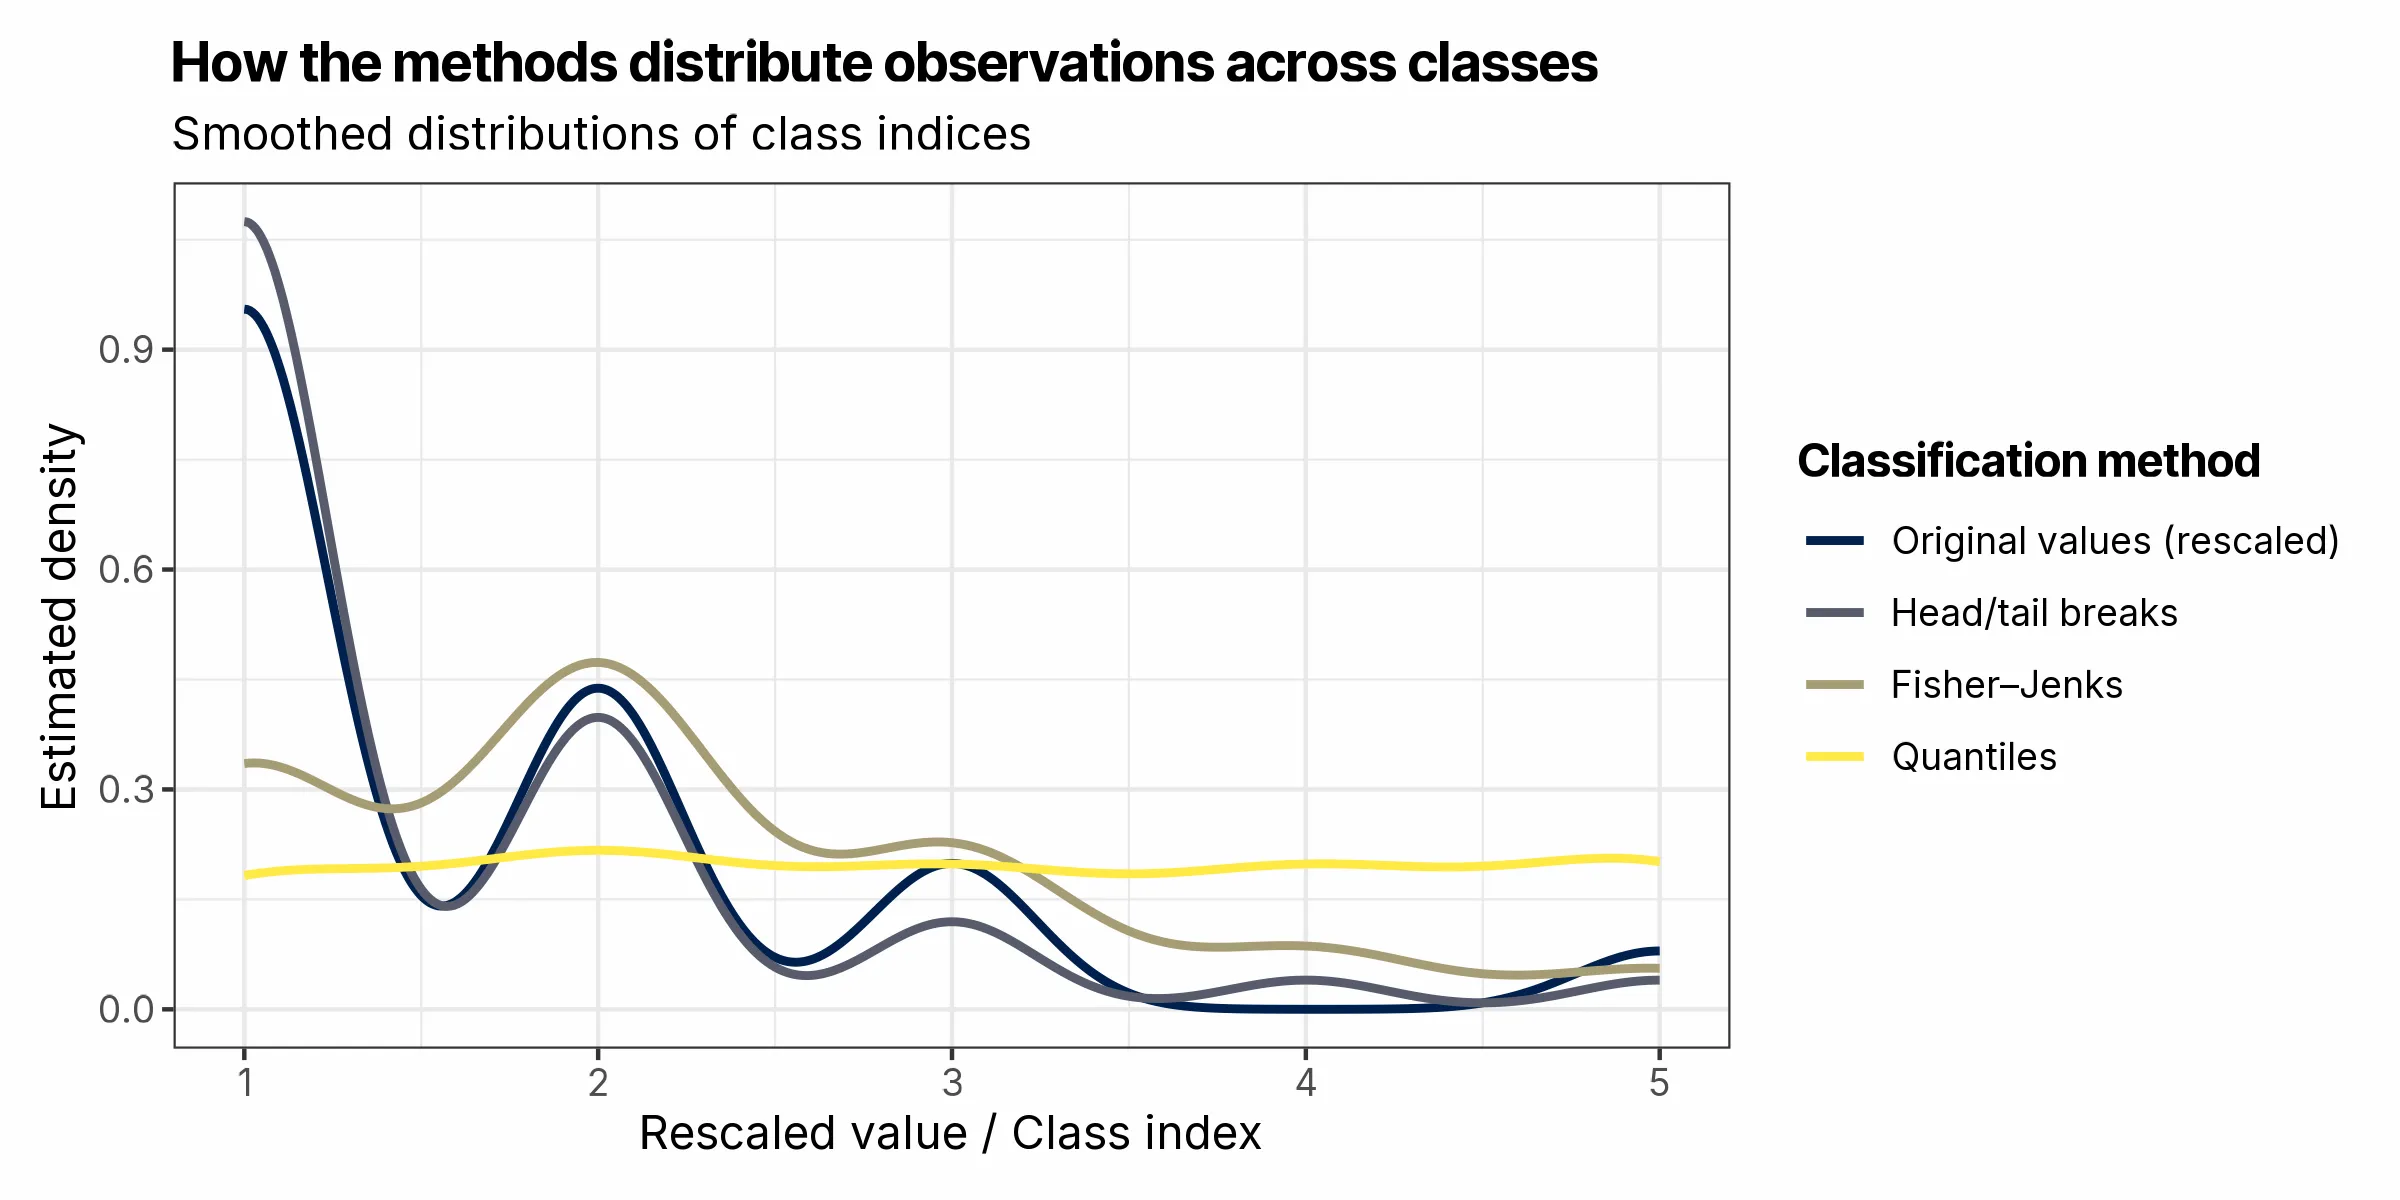 How the methods distribute observations across classes
Smoothed distributions of class indices
Estimated density
0.9
0.6
0.3
0.0
1 2 3 4 5
Rescaled value / Class index
Classification method
Original values (rescaled)
Head/tail breaks
Fisher–Jenks
Quantiles